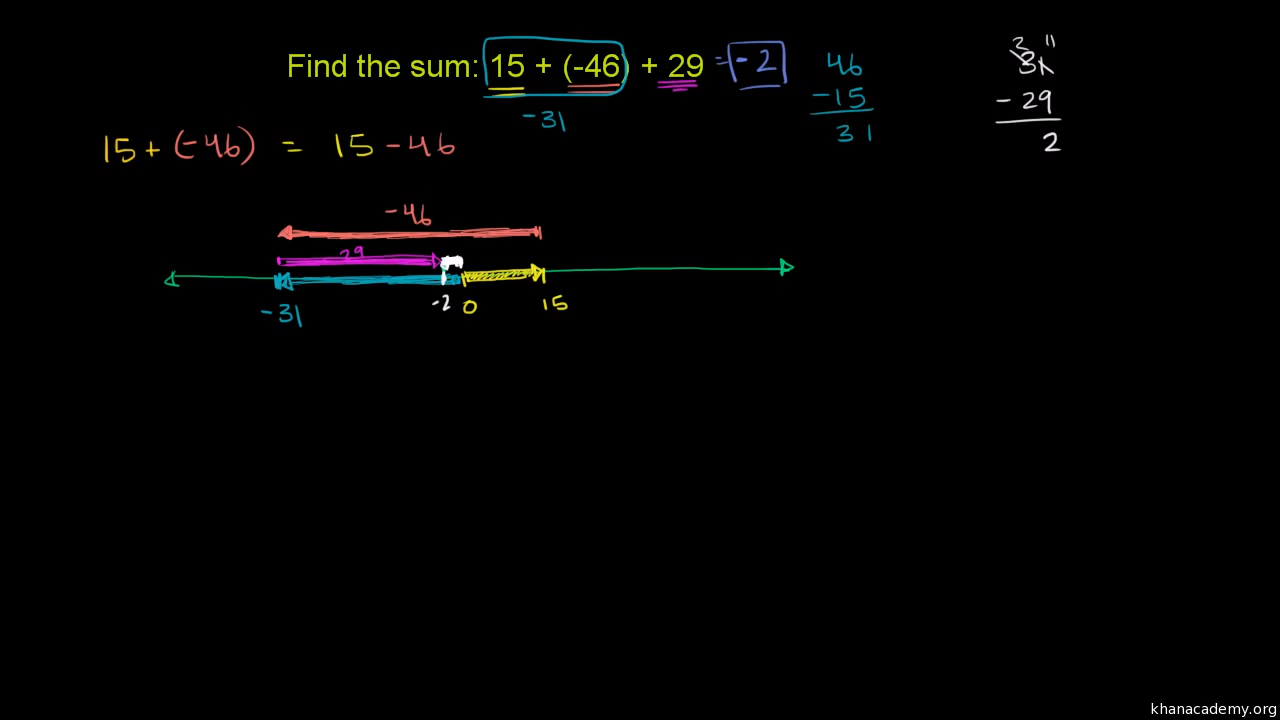 Find the sum: 15 + (-46) + 29 = -2
-31
46
-15
31
2 11
31
- 29
2
15 + (-46) = 15 - 46
-46
29
-31 -2 0 15
khanacademy.org